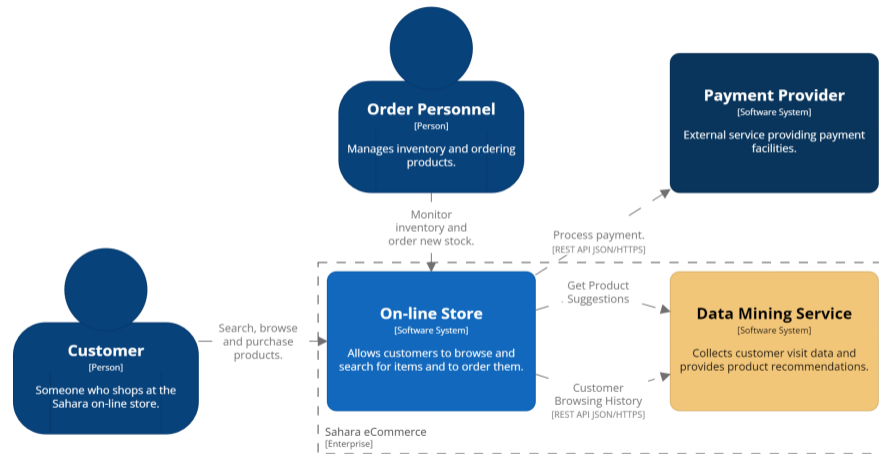 Order Personnel
[Person]
Manages inventory and ordering
products.
Payment Provider
[Software System]
External service providing payment
facilities.
Monitor
inventory and
order new stock.
Process payment.
[REST API JSON/HTTPS]
Customer
[Person]
Someone who shops at the
Sahara on-line store.
Search, browse
and purchase
products.
On-line Store
[Software System]
Allows customers to browse and
search for items and to order them.
Get Product
Suggestions
Customer
Browsing History
[REST API JSON/HTTPS]
Data Mining Service
[Software System]
Collects customer visit data and
provides product recommendations.
Sahara eCommerce
[Enterprise]